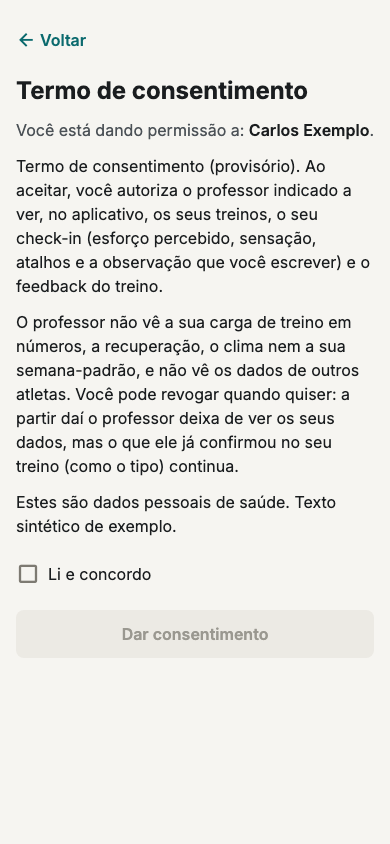 Voltar
Termo de consentimento
Você está dando permissão a: Carlos Exemplo.
Termo de consentimento (provisório). Ao
aceitar, você autoriza o professor indicado a
ver, no aplicativo, os seus treinos, o seu
check-in (esforço percebido, sensação,
atalhos e a observação que você escrever) e o
feedback do treino.
O professor não vê a sua carga de treino em
números, a recuperação, o clima nem a sua
semana-padrão, e não vê os dados de outros
atletas. Você pode revogar quando quiser: a
partir daí o professor deixa de ver os seus
dados, mas o que ele já confirmou no seu
treino (como o tipo) continua.
Estes são dados pessoais de saúde. Texto
sintético de exemplo.
Li e concordo
Dar consentimento